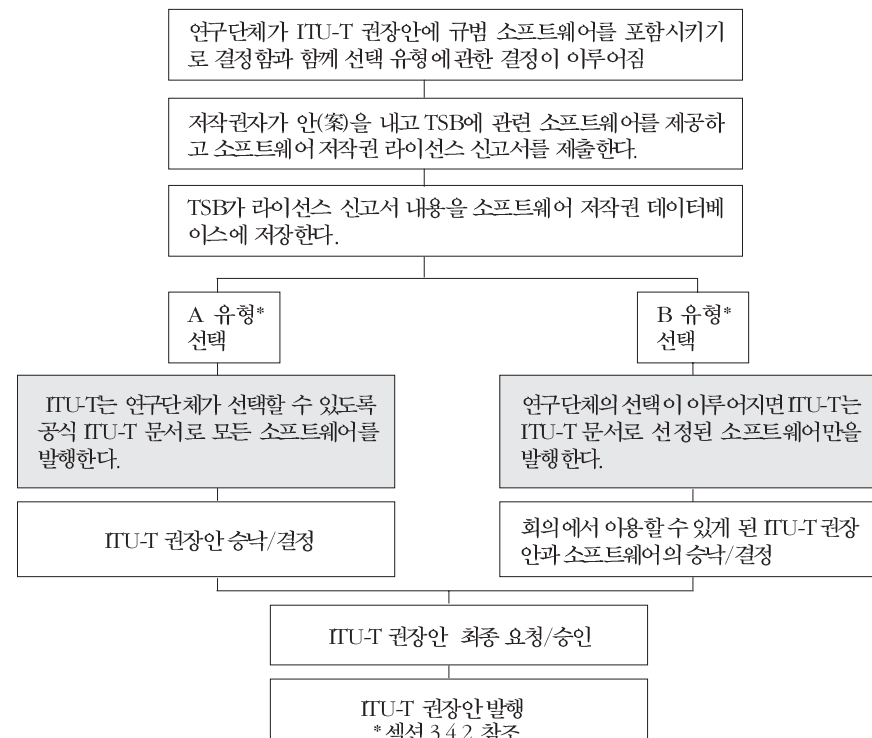 연구단체가 ITU-T 권장안에 규범 소프트웨어를 포함시키기
로 결정함과 함께 선택 유형에 관한 결정이 이루어짐
저작권자가 안(案)을 내고 TSB에 관련 소프트웨어를 제공하
고 소프트웨어 저작권 라이선스 신고서를 제출한다.
TSB가 라이선스 신고서 내용을 소프트웨어 저작권 데이터베
이스에 저장한다.
A 유형*
선택
B 유형*
선택
ITU-T는 연구단체가 선택할 수 있도록
공식 ITU-T 문서로 모든 소프트웨어를
발행한다.
연구단체의 선택이 이루어지면 ITU-T는
ITU-T 문서로 선정된 소프트웨어만을
발행한다.
ITU-T 권장안 승낙/결정
회의에서 이용할 수 있게 된 ITU-T 권장
안과 소프트웨어의 승낙/결정
ITU-T 권장안 최종 요청/승인
ITU-T 권장안 발행
* 섹션 3.4.2 참조